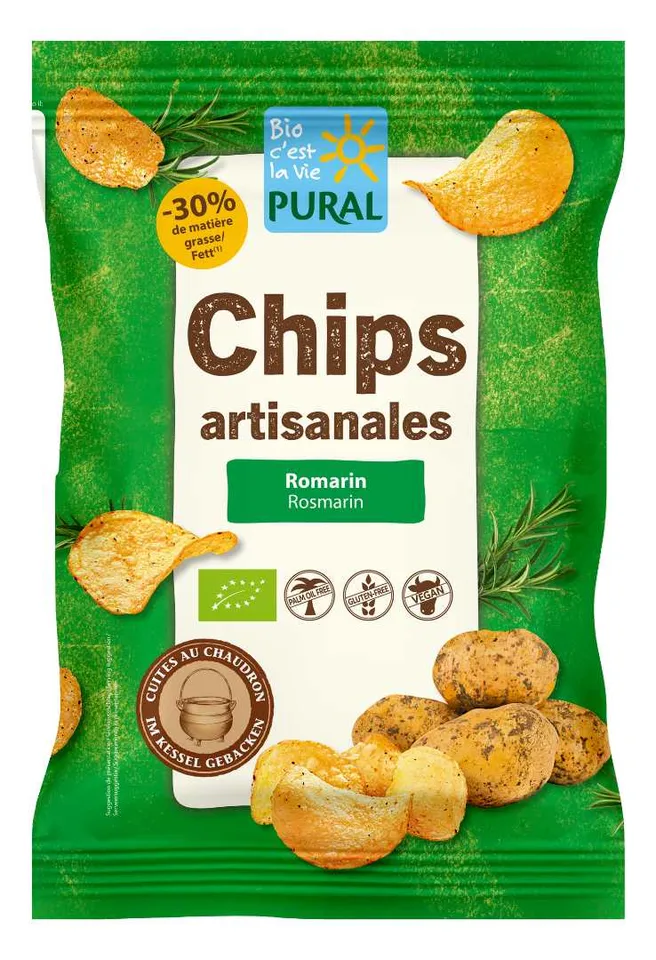 Bio
c'est
la Vie
PURAL
-30%
de matière
grasse/
Fett(1)
Chips
artisanales
Romarin
Rosmarin
PALM OIL FREE
GLUTEN-FREE
VEGAN
CUITES AU CHAUDRON
IM KESSEL GEBACKEN